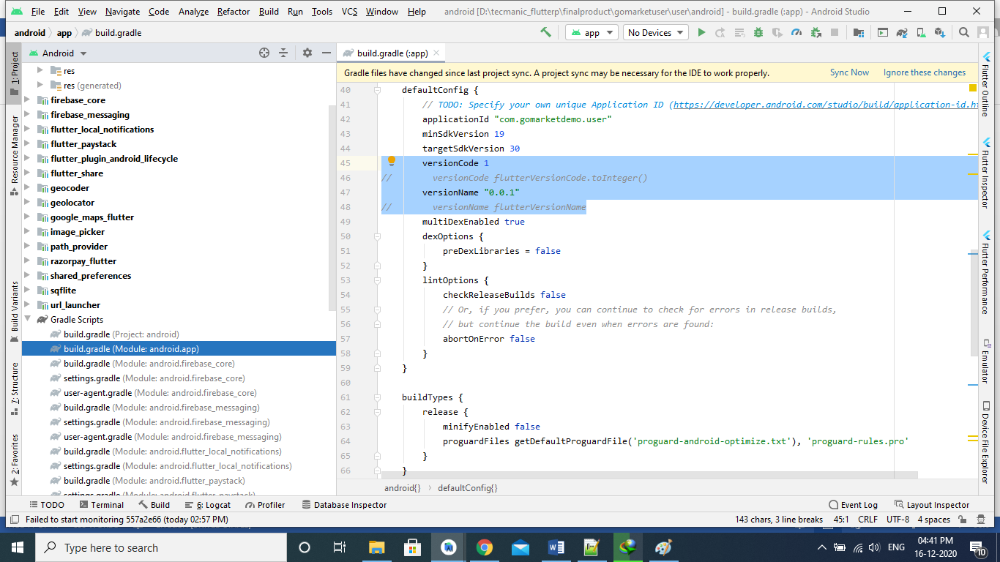 File Edit View Navigate Code Analyze Refactor Build Run Tools VCS Window Help android [D:\tecmanic_flutterp\finalproduct\gomarketuser\user\android] - build.gradle (:app) - Android Studio
android app build.gradle
app No Devices
1: Project
Resource Manager
Build Variants
7: Structure
2: Favorites
Android
res
res (generated)
firebase_core
firebase_messaging
flutter_local_notifications
flutter_paystack
flutter_plugin_android_lifecycle
flutter_share
geocoder
geolocator
google_maps_flutter
image_picker
path_provider
razorpay_flutter
shared_preferences
sqflite
url_launcher
Gradle Scripts
build.gradle (Project: android)
build.gradle (Module: android.app)
build.gradle (Module: android.firebase_core)
settings.gradle (Module: android.firebase_core)
user-agent.gradle (Module: android.firebase_core)
build.gradle (Module: android.firebase_messaging)
settings.gradle (Module: android.firebase_messaging)
user-agent.gradle (Module: android.firebase_messaging)
build.gradle (Module: android.flutter_local_notifications)
settings.gradle (Module: android.flutter_local_notifications)
build.gradle (Module: android.flutter_paystack)
settings.gradle (Module: android.flutter_paystack)
build.gradle (:app)
Gradle files have changed since last project sync. A project sync may be necessary for the IDE to work properly. Sync Now Ignore these changes
40 defaultConfig {
41 // TODO: Specify your own unique Application ID (https://developer.android.com/studio/build/application-id.ht
42 applicationId "com.gomarketdemo.user"
43 minSdkVersion 19
44 targetSdkVersion 30
45 versionCode 1
46 // versionCode flutterVersionCode.toInteger()
47 versionName "0.0.1"
48 // versionName flutterVersionName
49 multiDexEnabled true
50 dexOptions {
51 preDexLibraries = false
52 }
53 lintOptions {
54 checkReleaseBuilds false
55 // Or, if you prefer, you can continue to check for errors in release builds,
56 // but continue the build even when errors are found:
57 abortOnError false
58 }
59 }
60
61 buildTypes {
62 release {
63 minifyEnabled false
64 proguardFiles getDefaultProguardFile('proguard-android-optimize.txt'), 'proguard-rules.pro'
65 }
66 }
android{} defaultConfig{}
Flutter Outline
Flutter Inspector
Flutter Performance
Emulator
Device File Explorer
TODO Terminal Build 6: Logcat Profiler Database Inspector Event Log Layout Inspector
Failed to start monitoring 557a2e66 (today 02:57 PM) 143 chars, 3 line breaks 45:1 CRLF UTF-8 4 spaces
Type here to search ENG 04:41 PM
16-12-2020
10